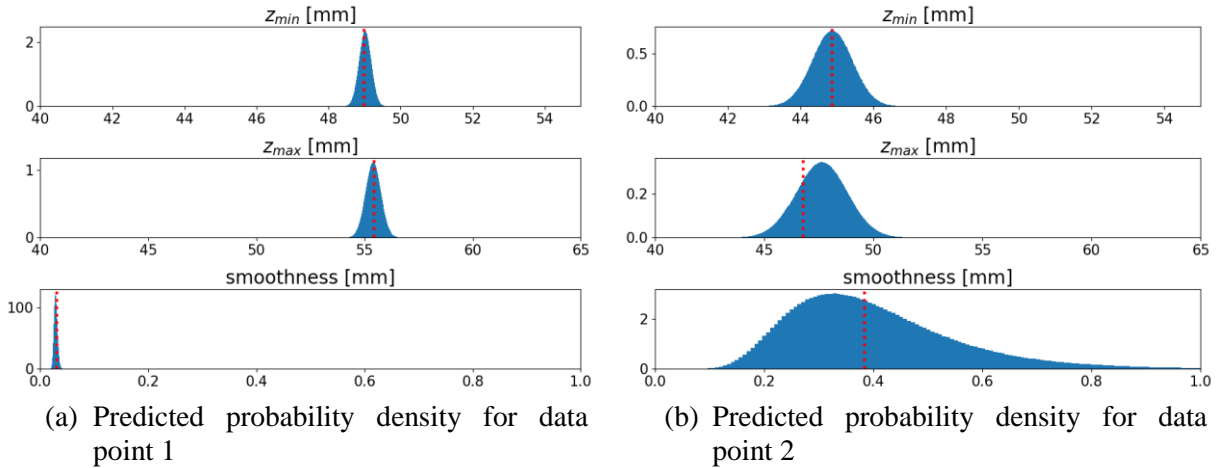 z_min [mm]
2
0
40 42 44 46 48 50 52 54
z_max [mm]
1
0
40 45 50 55 60 65
smoothness [mm]
100
0
0.0 0.2 0.4 0.6 0.8 1.0
(a) Predicted probability density for data
point 1
z_min [mm]
0.5
0.0
40 42 44 46 48 50 52 54
z_max [mm]
0.2
0.0
40 45 50 55 60 65
smoothness [mm]
2
0
0.0 0.2 0.4 0.6 0.8 1.0
(b) Predicted probability density for data
point 2